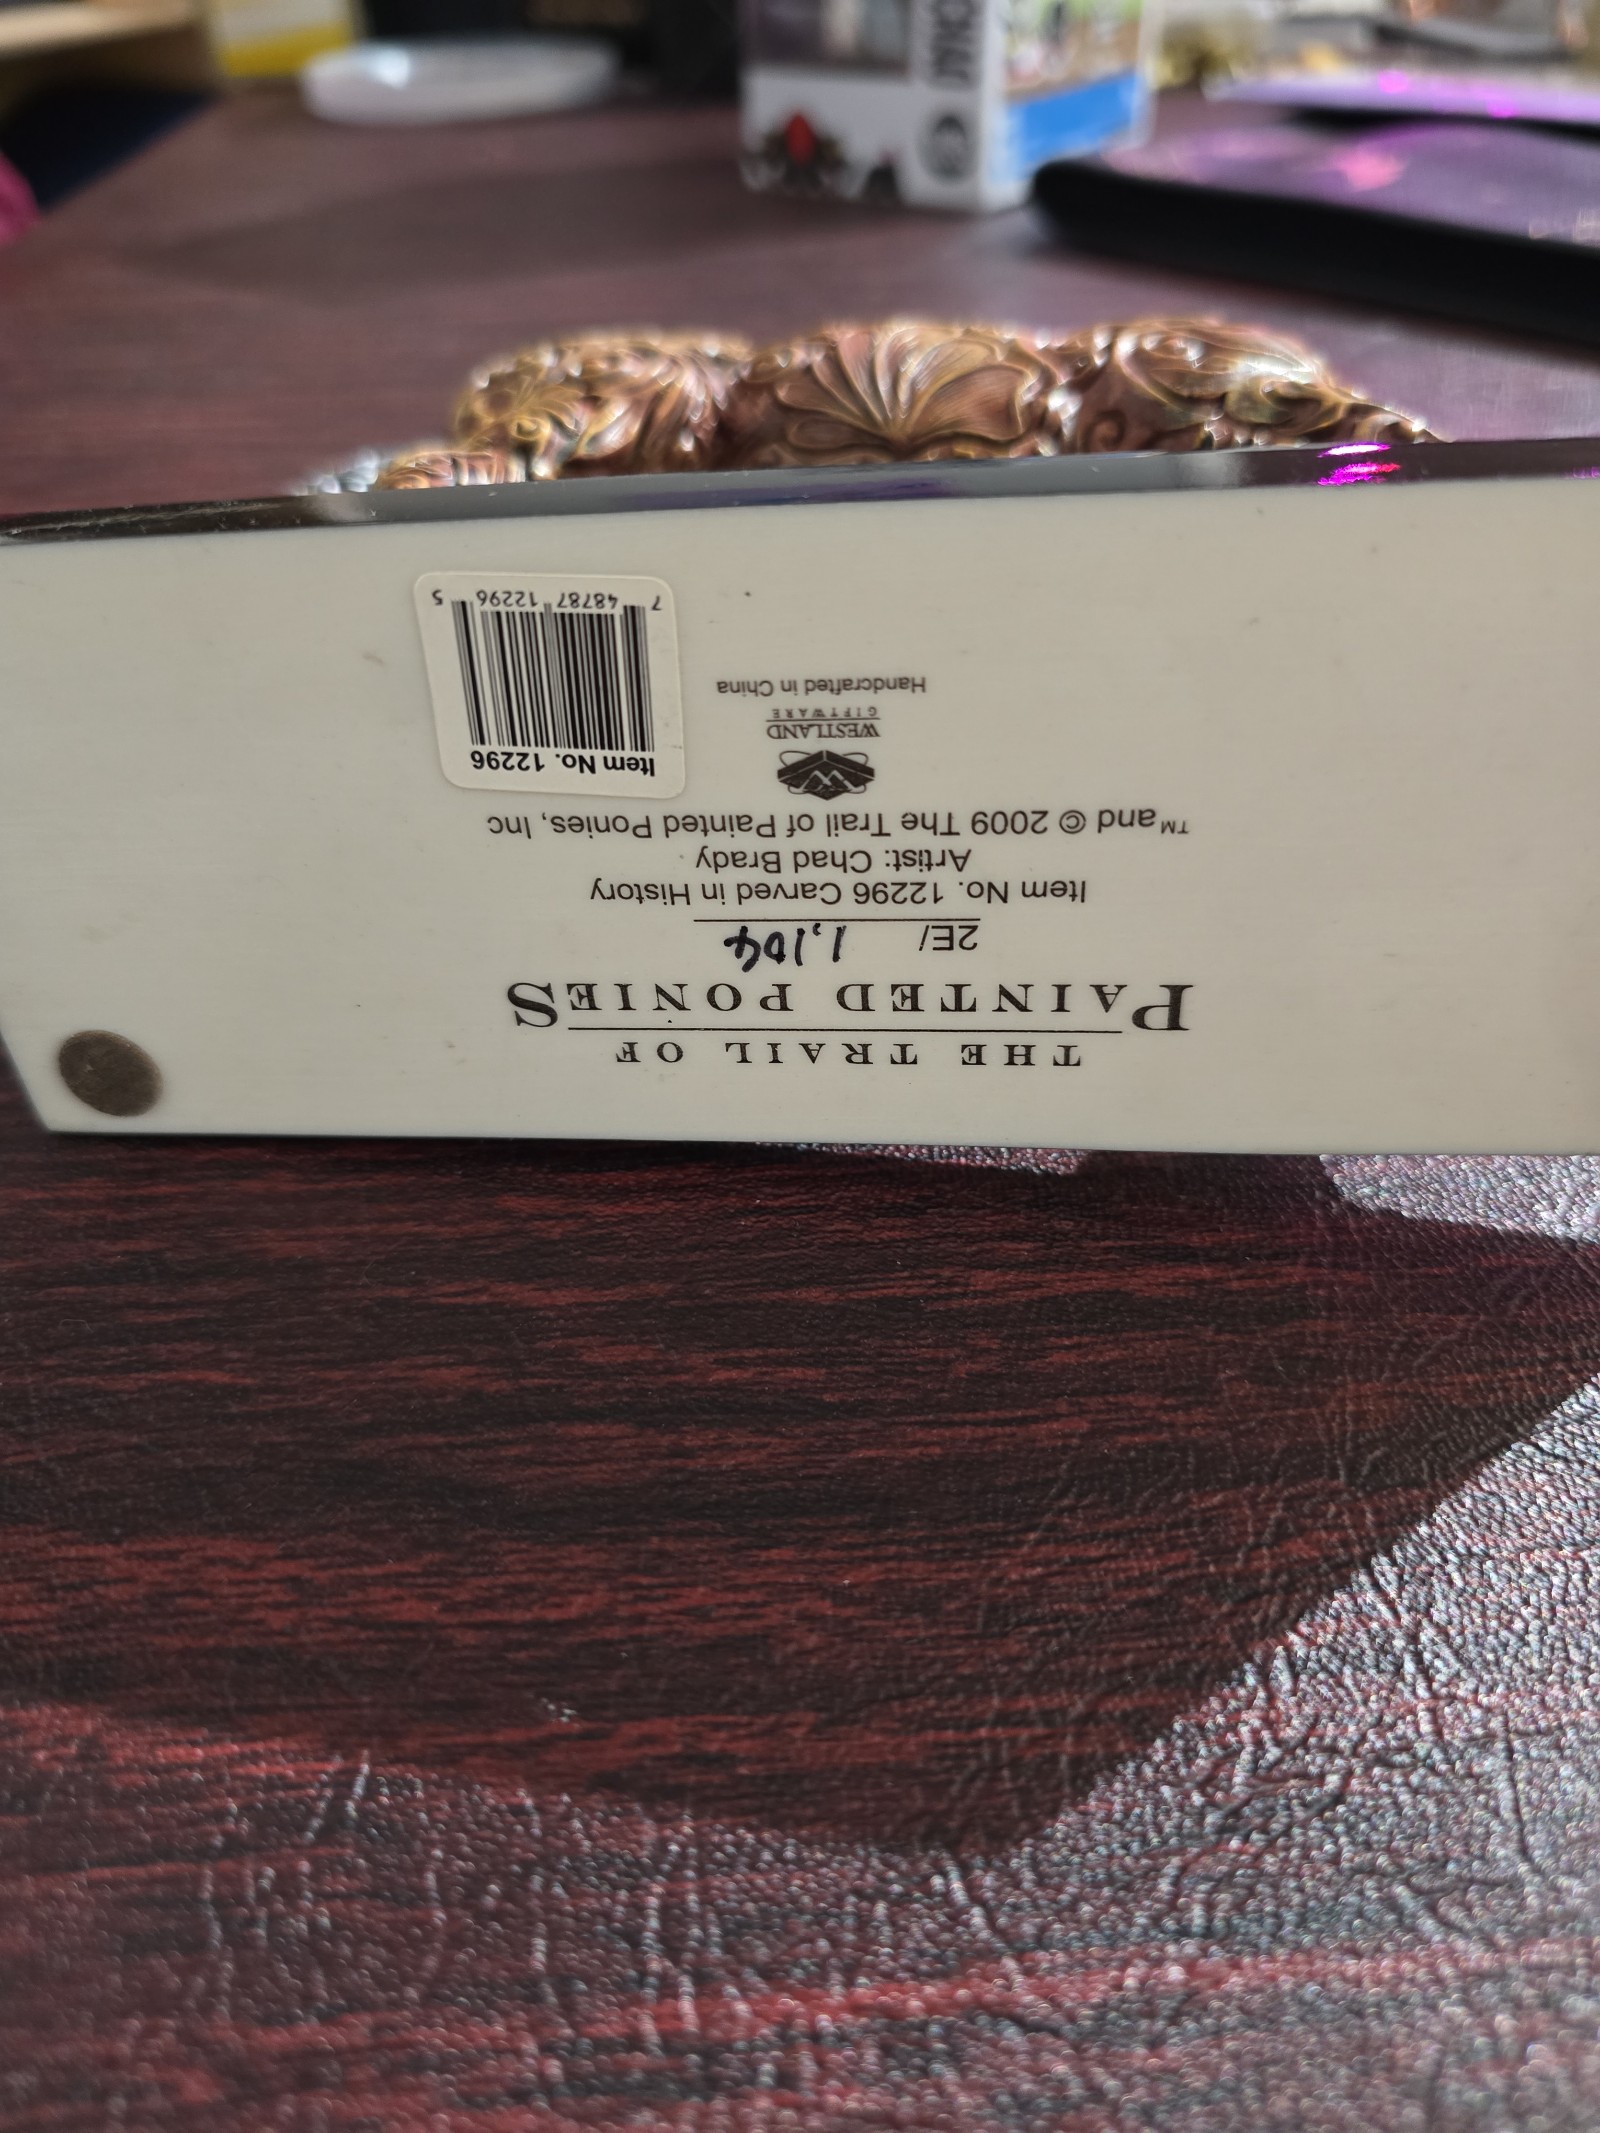 THE TRAIL OF
PAINTED PONIES
2E/ 1,104
Item No. 12296 Carved in History
Artist: Chad Brady
™ and © 2009 The Trail of Painted Ponies, Inc
WESTLAND
GIFTWARE
Handcrafted in China
Item No. 12296
7 48787 12296 5